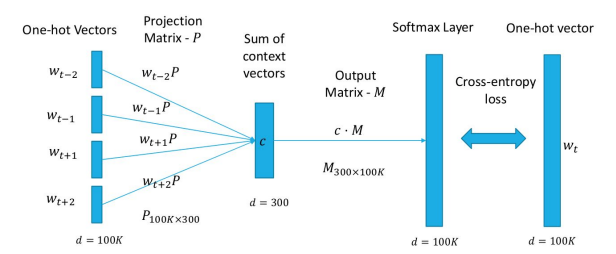 One-hot Vectors
Projection
Matrix - P
Sum of
context
vectors
Output
Matrix - M
Softmax Layer
One-hot vector
Cross-entropy
loss
w_{t-2}
w_{t-1}
w_{t+1}
w_{t+2}
w_{t-2}P
w_{t-1}P
w_{t+1}P
w_{t+2}P
P_{100K×300}
c
c · M
M_{300×100K}
w_t
d = 100K
d = 300
d = 100K
d = 100K